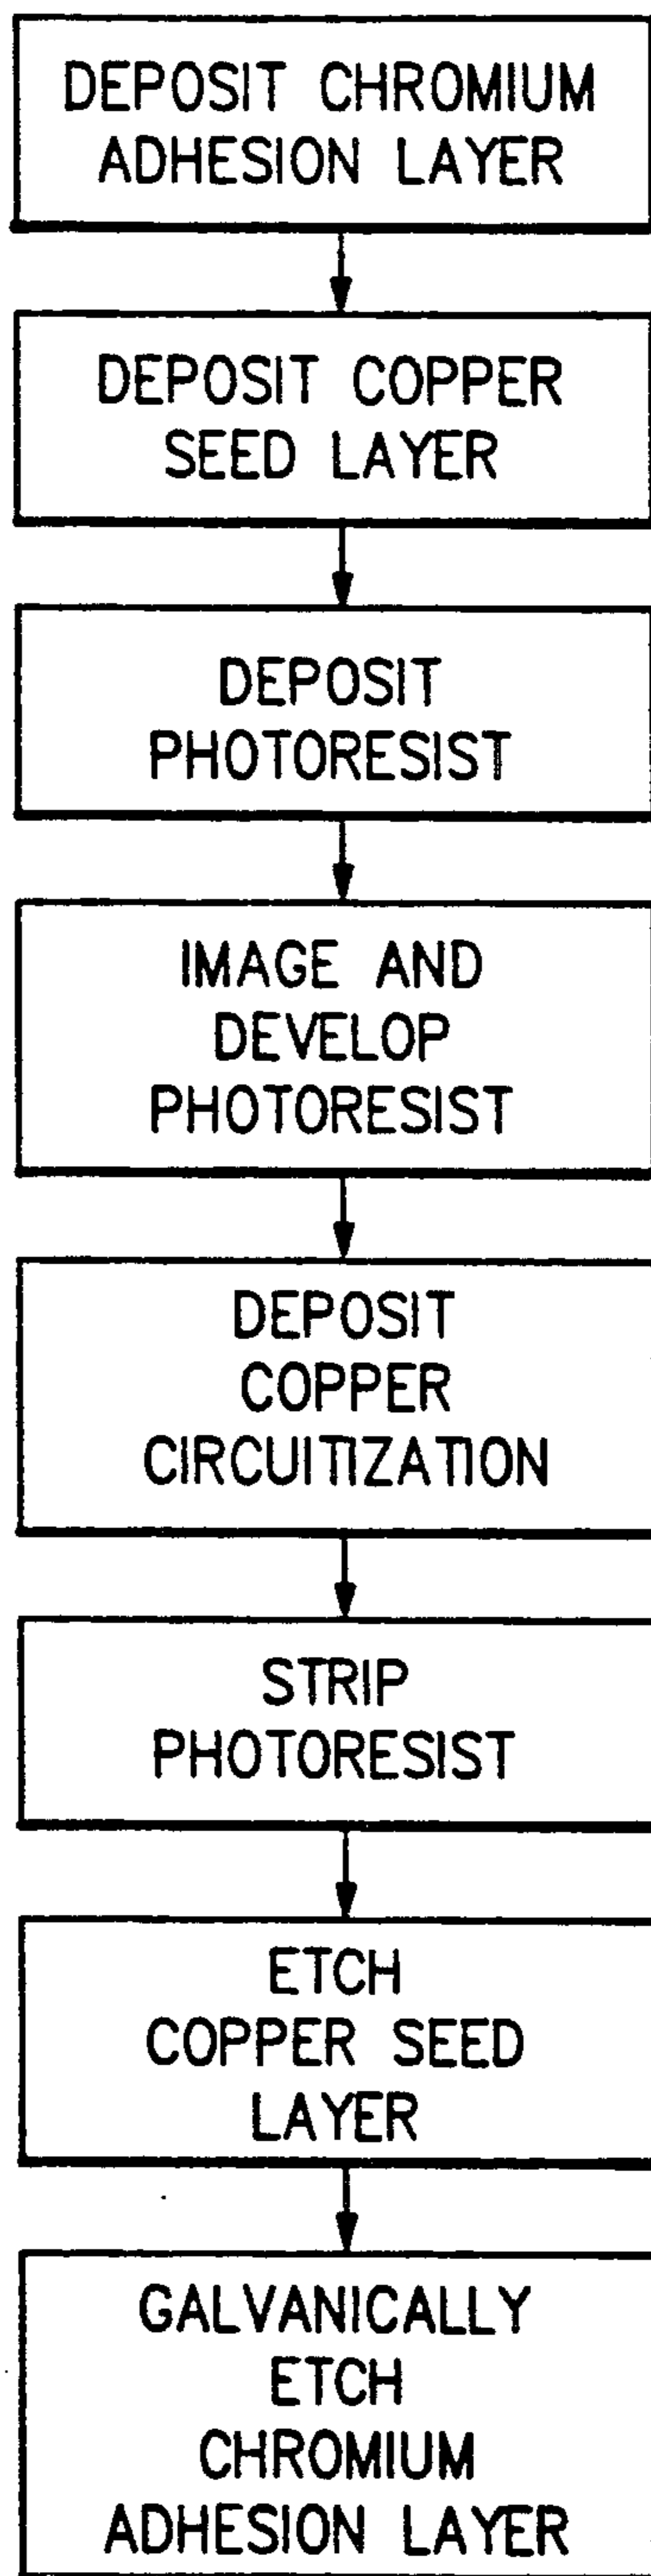 DEPOSIT CHROMIUM
ADHESION LAYER
DEPOSIT COPPER
SEED LAYER
DEPOSIT
PHOTORESIST
IMAGE AND
DEVELOP
PHOTORESIST
DEPOSIT
COPPER
CIRCUITIZATION
STRIP
PHOTORESIST
ETCH
COPPER SEED
LAYER
GALVANICALLY
ETCH
CHROMIUM
ADHESION LAYER